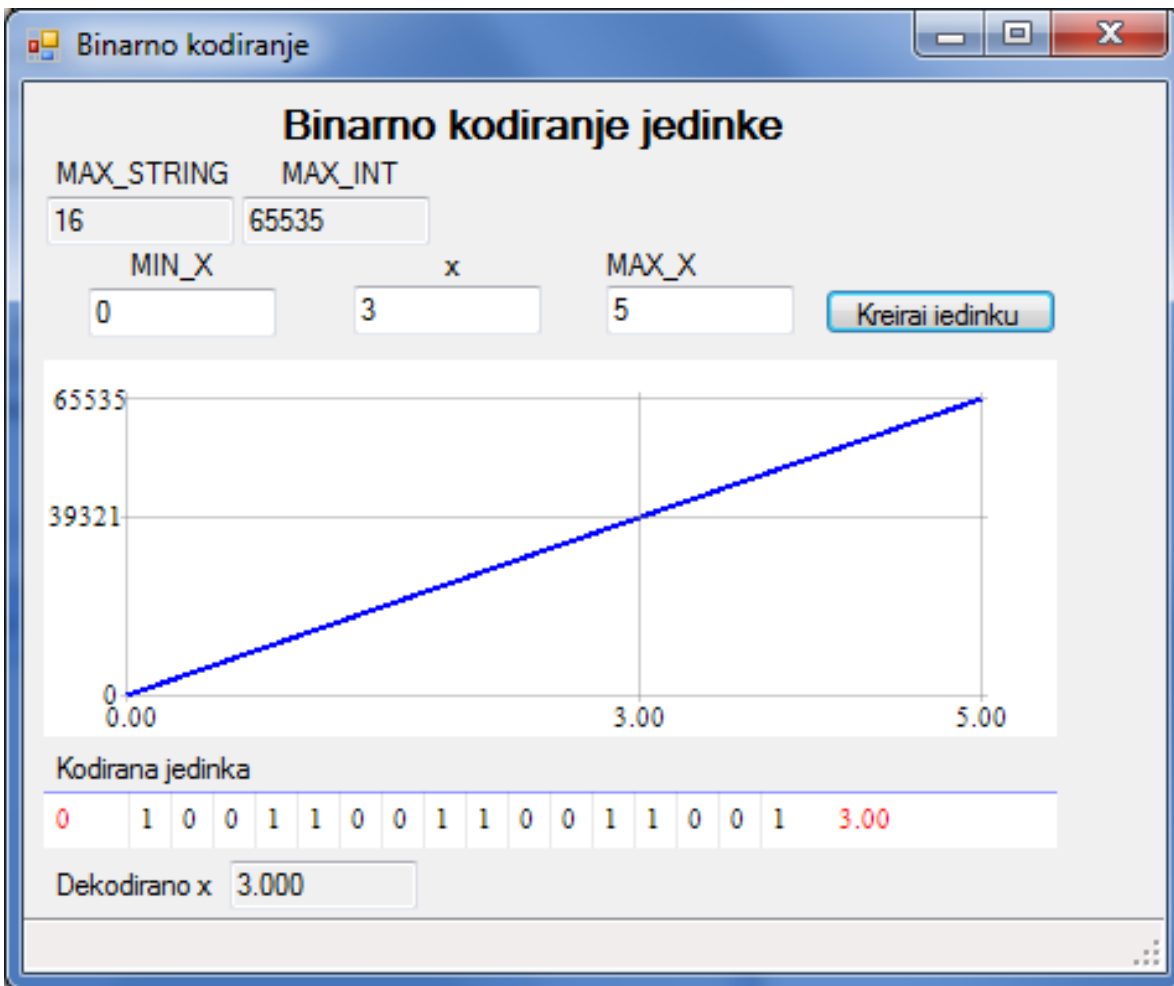 Binarno kodiranje
Binarno kodiranje jedinke
MAX_STRING MAX_INT
16 65535
MIN_X x MAX_X
0 3 5 Kreirai iedinku
65535
39321
0
0.00 3.00 5.00
Kodirana jedinka
0 1 0 0 1 1 0 0 1 1 0 0 1 1 0 0 1 3.00
Dekodirano x 3.000